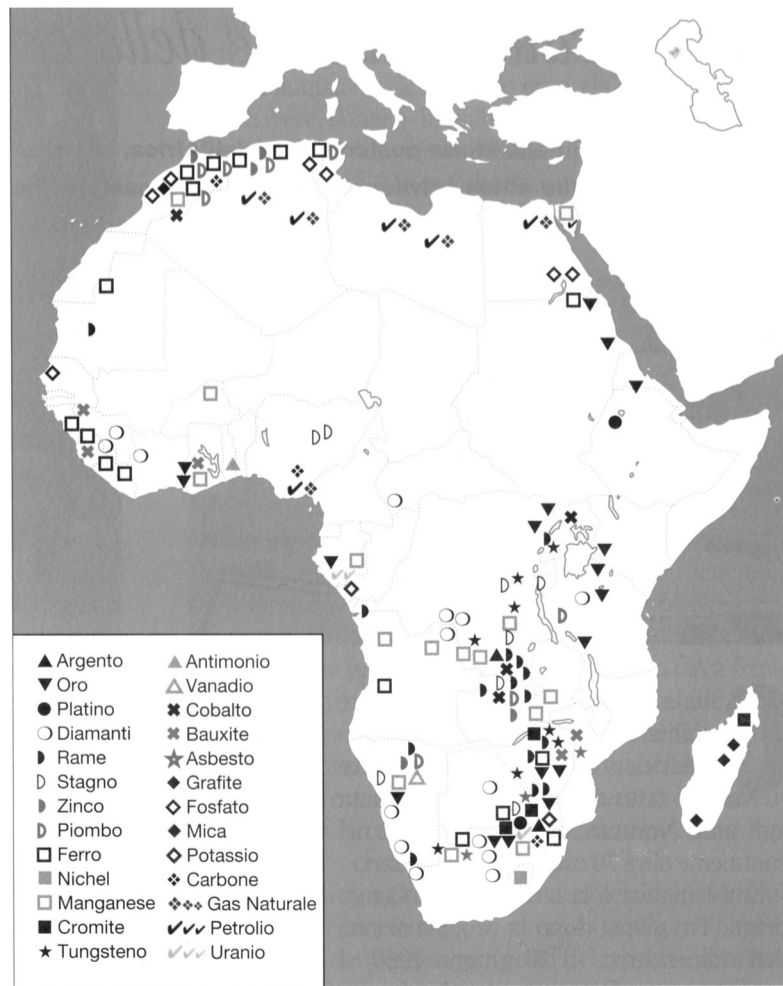 Argento
Oro
Platino
Diamanti
Rame
Stagno
Zinco
Piombo
Ferro
Nichel
Manganese
Cromite
Tungsteno
Antimonio
Vanadio
Cobalto
Bauxite
Asbesto
Grafite
Fosfato
Mica
Potassio
Carbone
Gas Naturale
Petrolio
Uranio